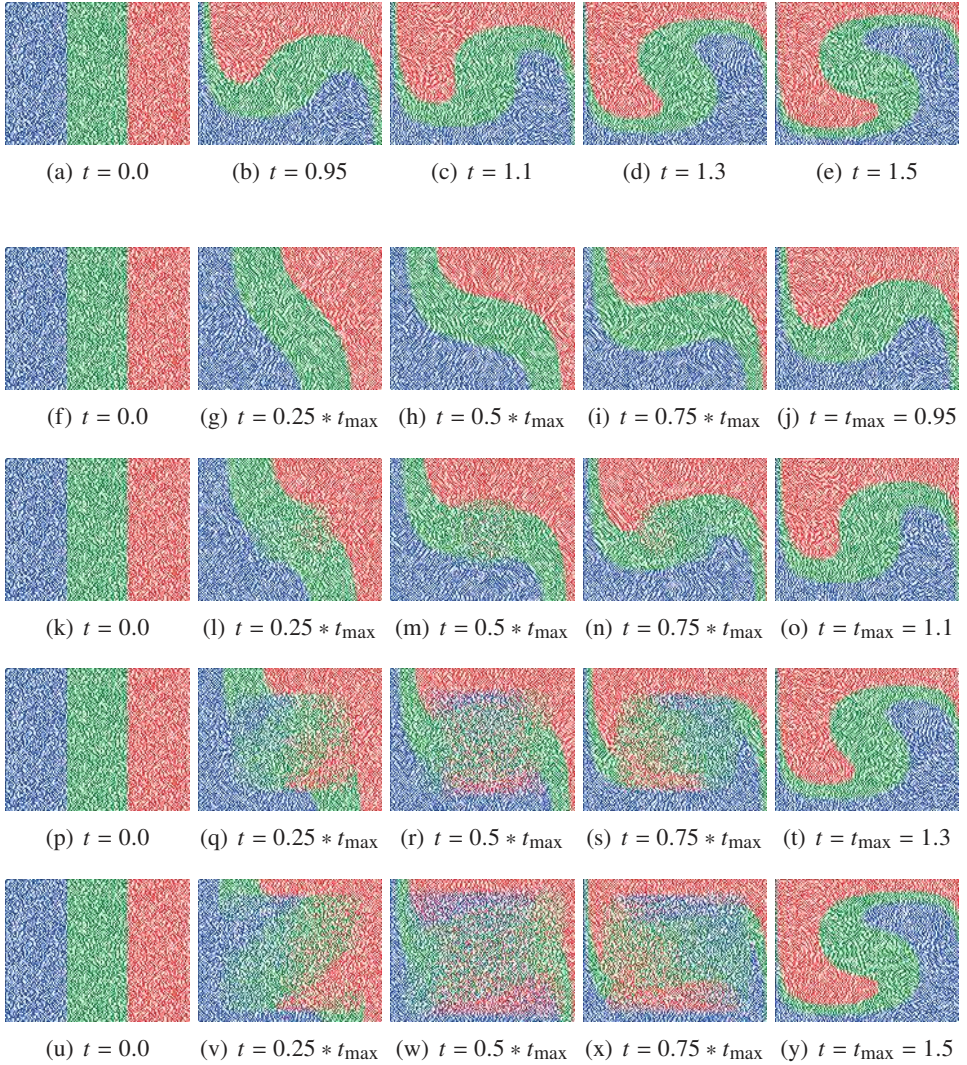 (a) t = 0.0 (b) t = 0.95 (c) t = 1.1 (d) t = 1.3 (e) t = 1.5
(f) t = 0.0 (g) t = 0.25 ∗ tmax (h) t = 0.5 ∗ tmax (i) t = 0.75 ∗ tmax (j) t = tmax = 0.95
(k) t = 0.0 (l) t = 0.25 ∗ tmax (m) t = 0.5 ∗ tmax (n) t = 0.75 ∗ tmax (o) t = tmax = 1.1
(p) t = 0.0 (q) t = 0.25 ∗ tmax (r) t = 0.5 ∗ tmax (s) t = 0.75 ∗ tmax (t) t = tmax = 1.3
(u) t = 0.0 (v) t = 0.25 ∗ tmax (w) t = 0.5 ∗ tmax (x) t = 0.75 ∗ tmax (y) t = tmax = 1.5